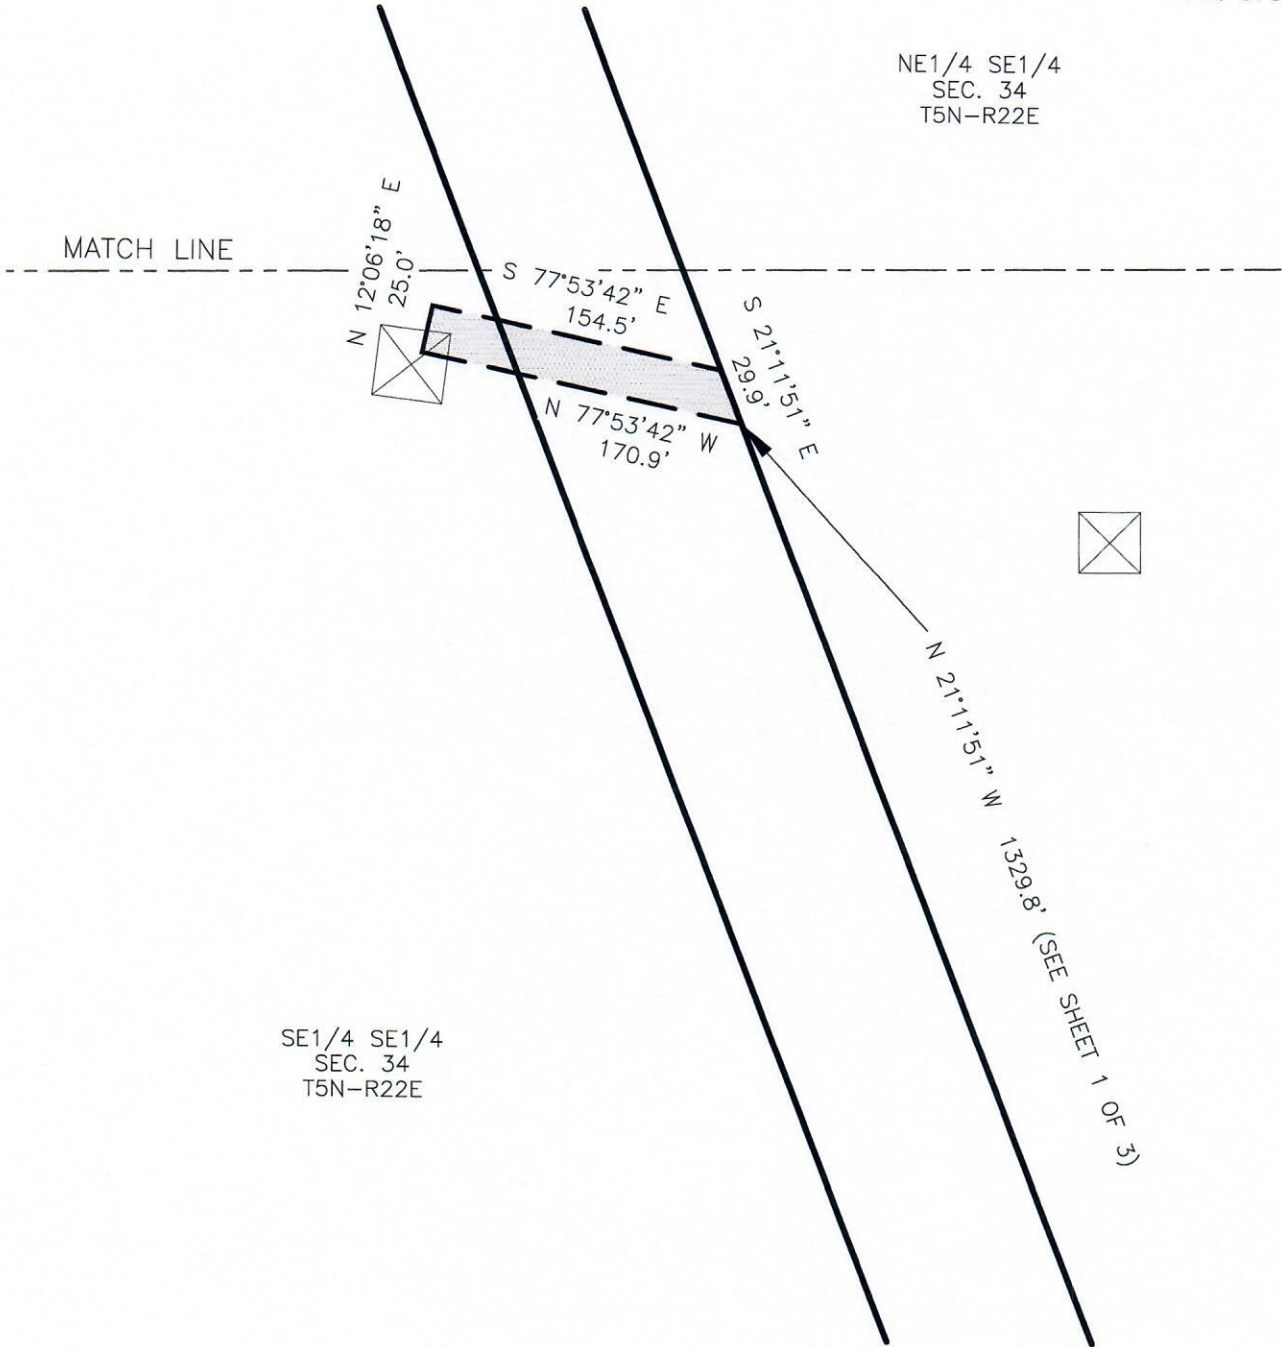 NE1/4 SE1/4
SEC. 34
T5N-R22E
MATCH LINE
N 12°06'18" E
25.0'
S 77°53'42" E
154.5'
S 21°11'51" E
29.9'
N 77°53'42" W
170.9'
N 21°11'51" W 1329.8' (SEE SHEET 1 OF 3)
SE1/4 SE1/4
SEC. 34
T5N-R22E